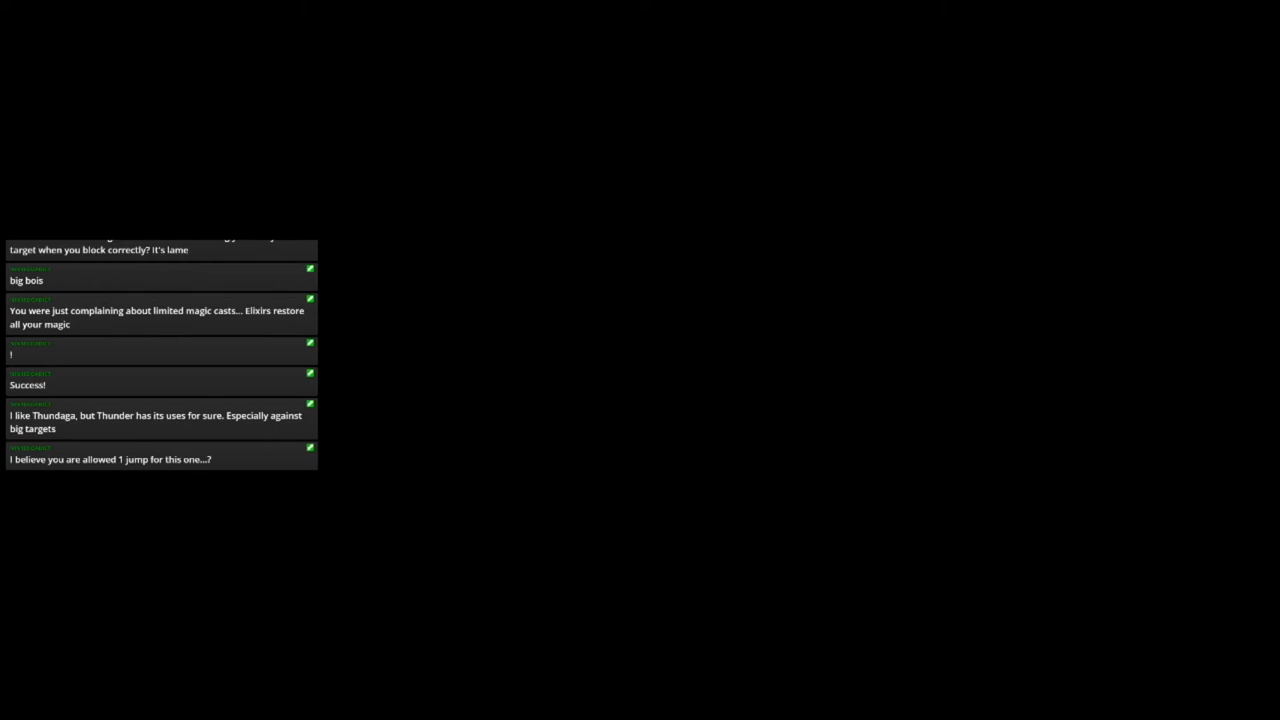 target when you block correctly? It's lame
big bois
You were just complaining about limited magic casts... Elixirs restore
all your magic
!
Success!
I like Thundaga, but Thunder has its uses for sure. Especially against
big targets
I believe you are allowed 1 jump for this one...?